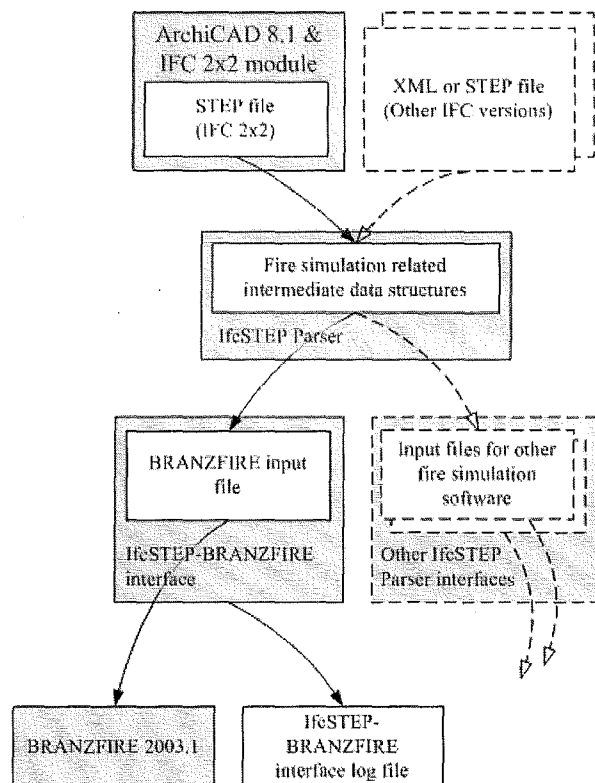 ArchiCAD 8.1 &
IFC 2x2 module
STEP file
(IFC 2x2)
XML or STEP file
(Other IFC versions)
Fire simulation related
intermediate data structures
IfcSTEP Parser
BRANZFIRE input
file
IfcSTEP-BRANZFIRE
interface
Input files for other
fire simulation
software
Other IfcSTEP
Parser interfaces
BRANZFIRE 2003.1
IfcSTEP-
BRANZFIRE
interface log file